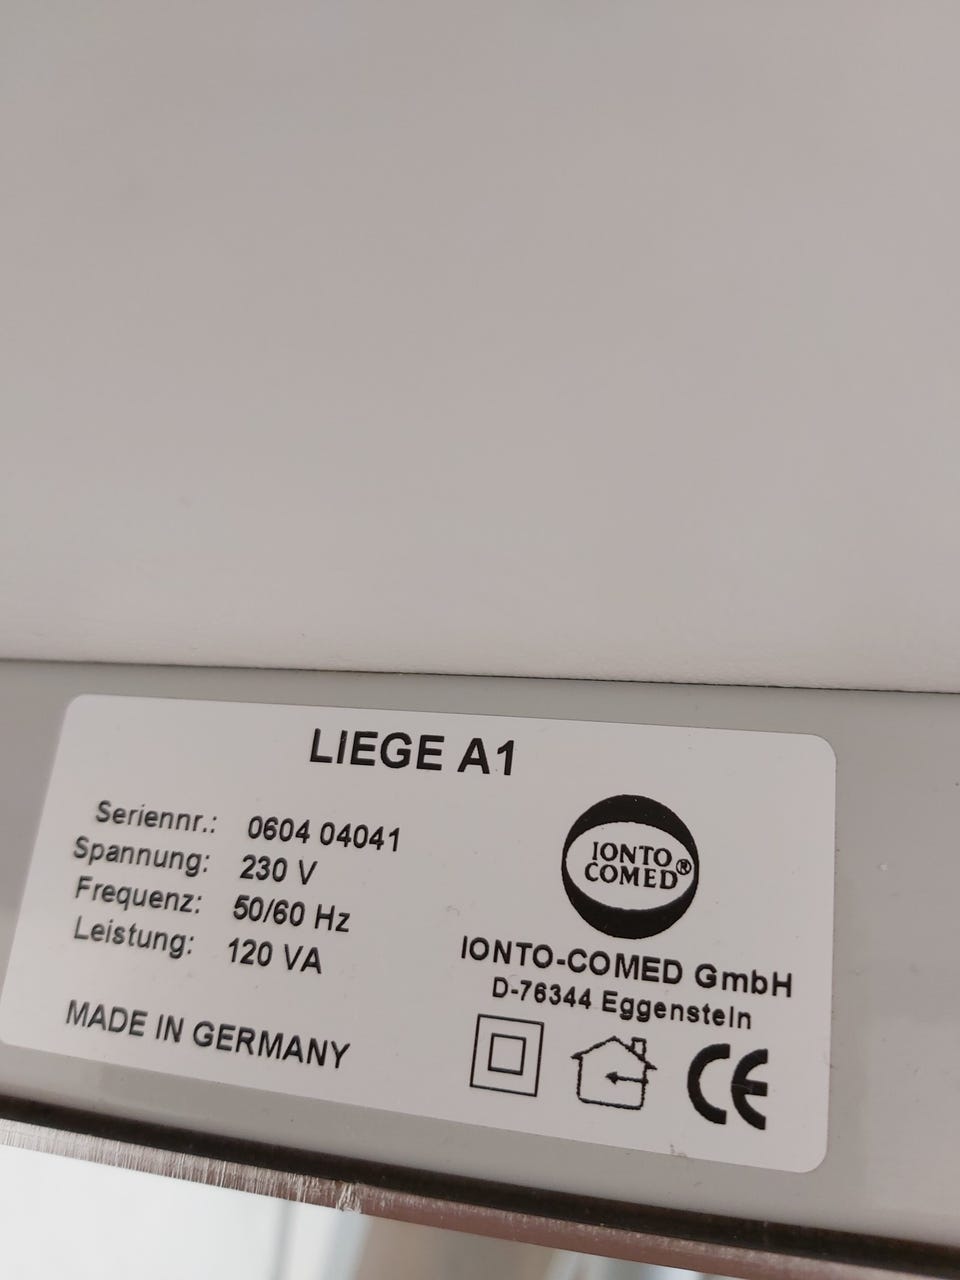 LIEGE A1
Seriennr.: 0604 04041
Spannung: 230 V
Frequenz: 50/60 Hz
Leistung: 120 VA
MADE IN GERMANY
IONTO
COMED®
IONTO-COMED GmbH
D-76344 Eggenstein
CE